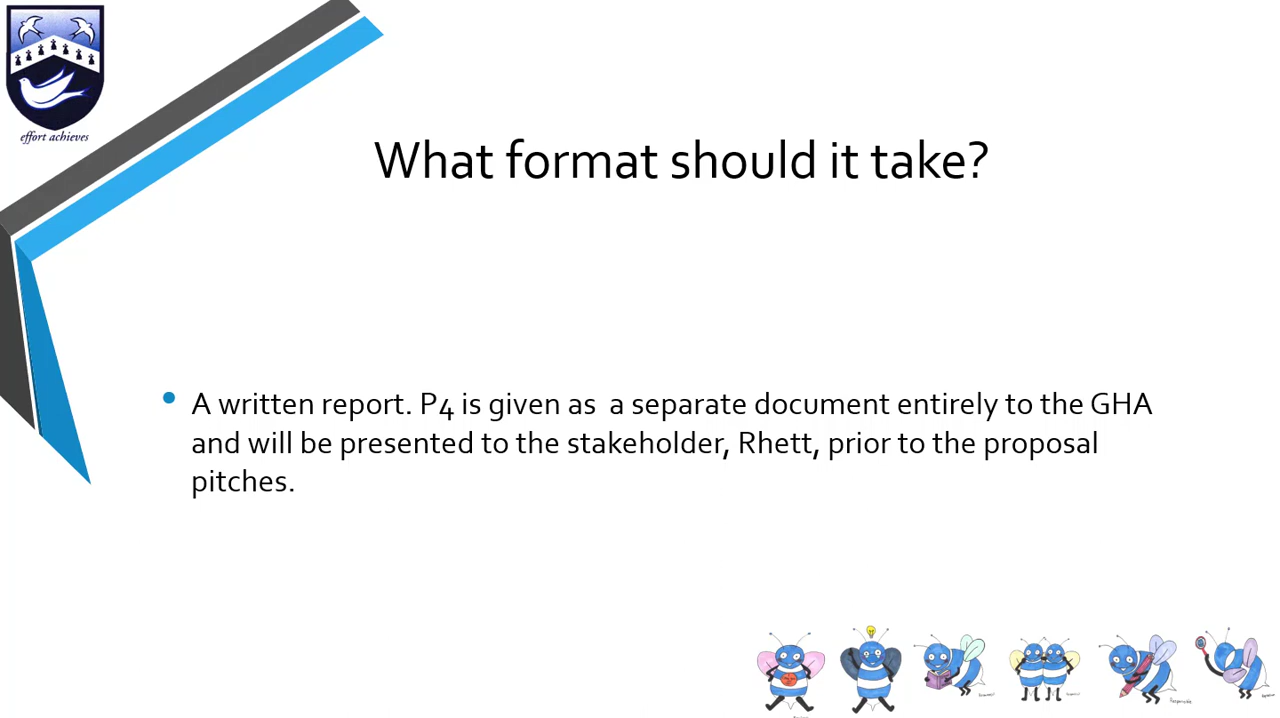 effort achieves
What format should it take?
• A written report. P4 is given as  a separate document entirely to the GHA
and will be presented to the stakeholder, Rhett, prior to the proposal
pitches.